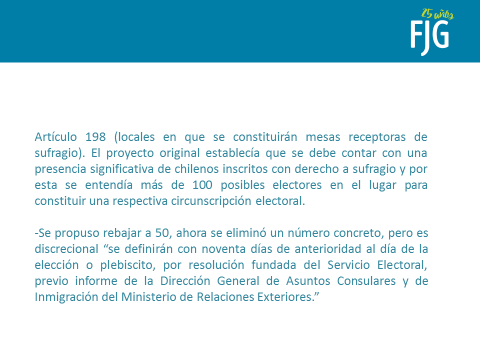 25 años
FJG
Artículo 198 (locales en que se constituirán mesas receptoras de
sufragio). El proyecto original establecía que se debe contar con una
presencia significativa de chilenos inscritos con derecho a sufragio y por
esta se entendía más de 100 posibles electores en el lugar para
constituir una respectiva circunscripción electoral.
-Se propuso rebajar a 50, ahora se eliminó un número concreto, pero es
discrecional “se definirán con noventa días de anterioridad al día de la
elección o plebiscito, por resolución fundada del Servicio Electoral,
previo informe de la Dirección General de Asuntos Consulares y de
Inmigración del Ministerio de Relaciones Exteriores.”